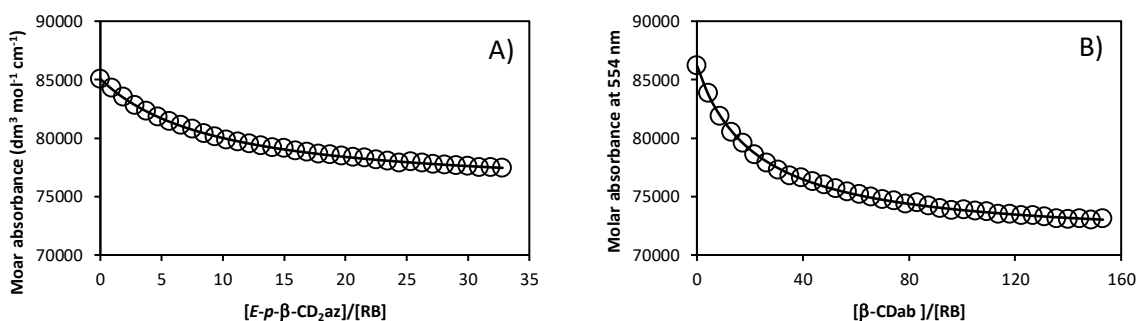 Moar absorbance (dm³ mol⁻¹ cm⁻¹)
90000
85000
80000
75000
70000
A)
0 5 10 15 20 25 30 35
[E-p-β-CD₂az]/[RB]
Molar absorbance at 554 nm
90000
85000
80000
75000
70000
B)
0 40 80 120 160
[β-CDab ]/[RB]